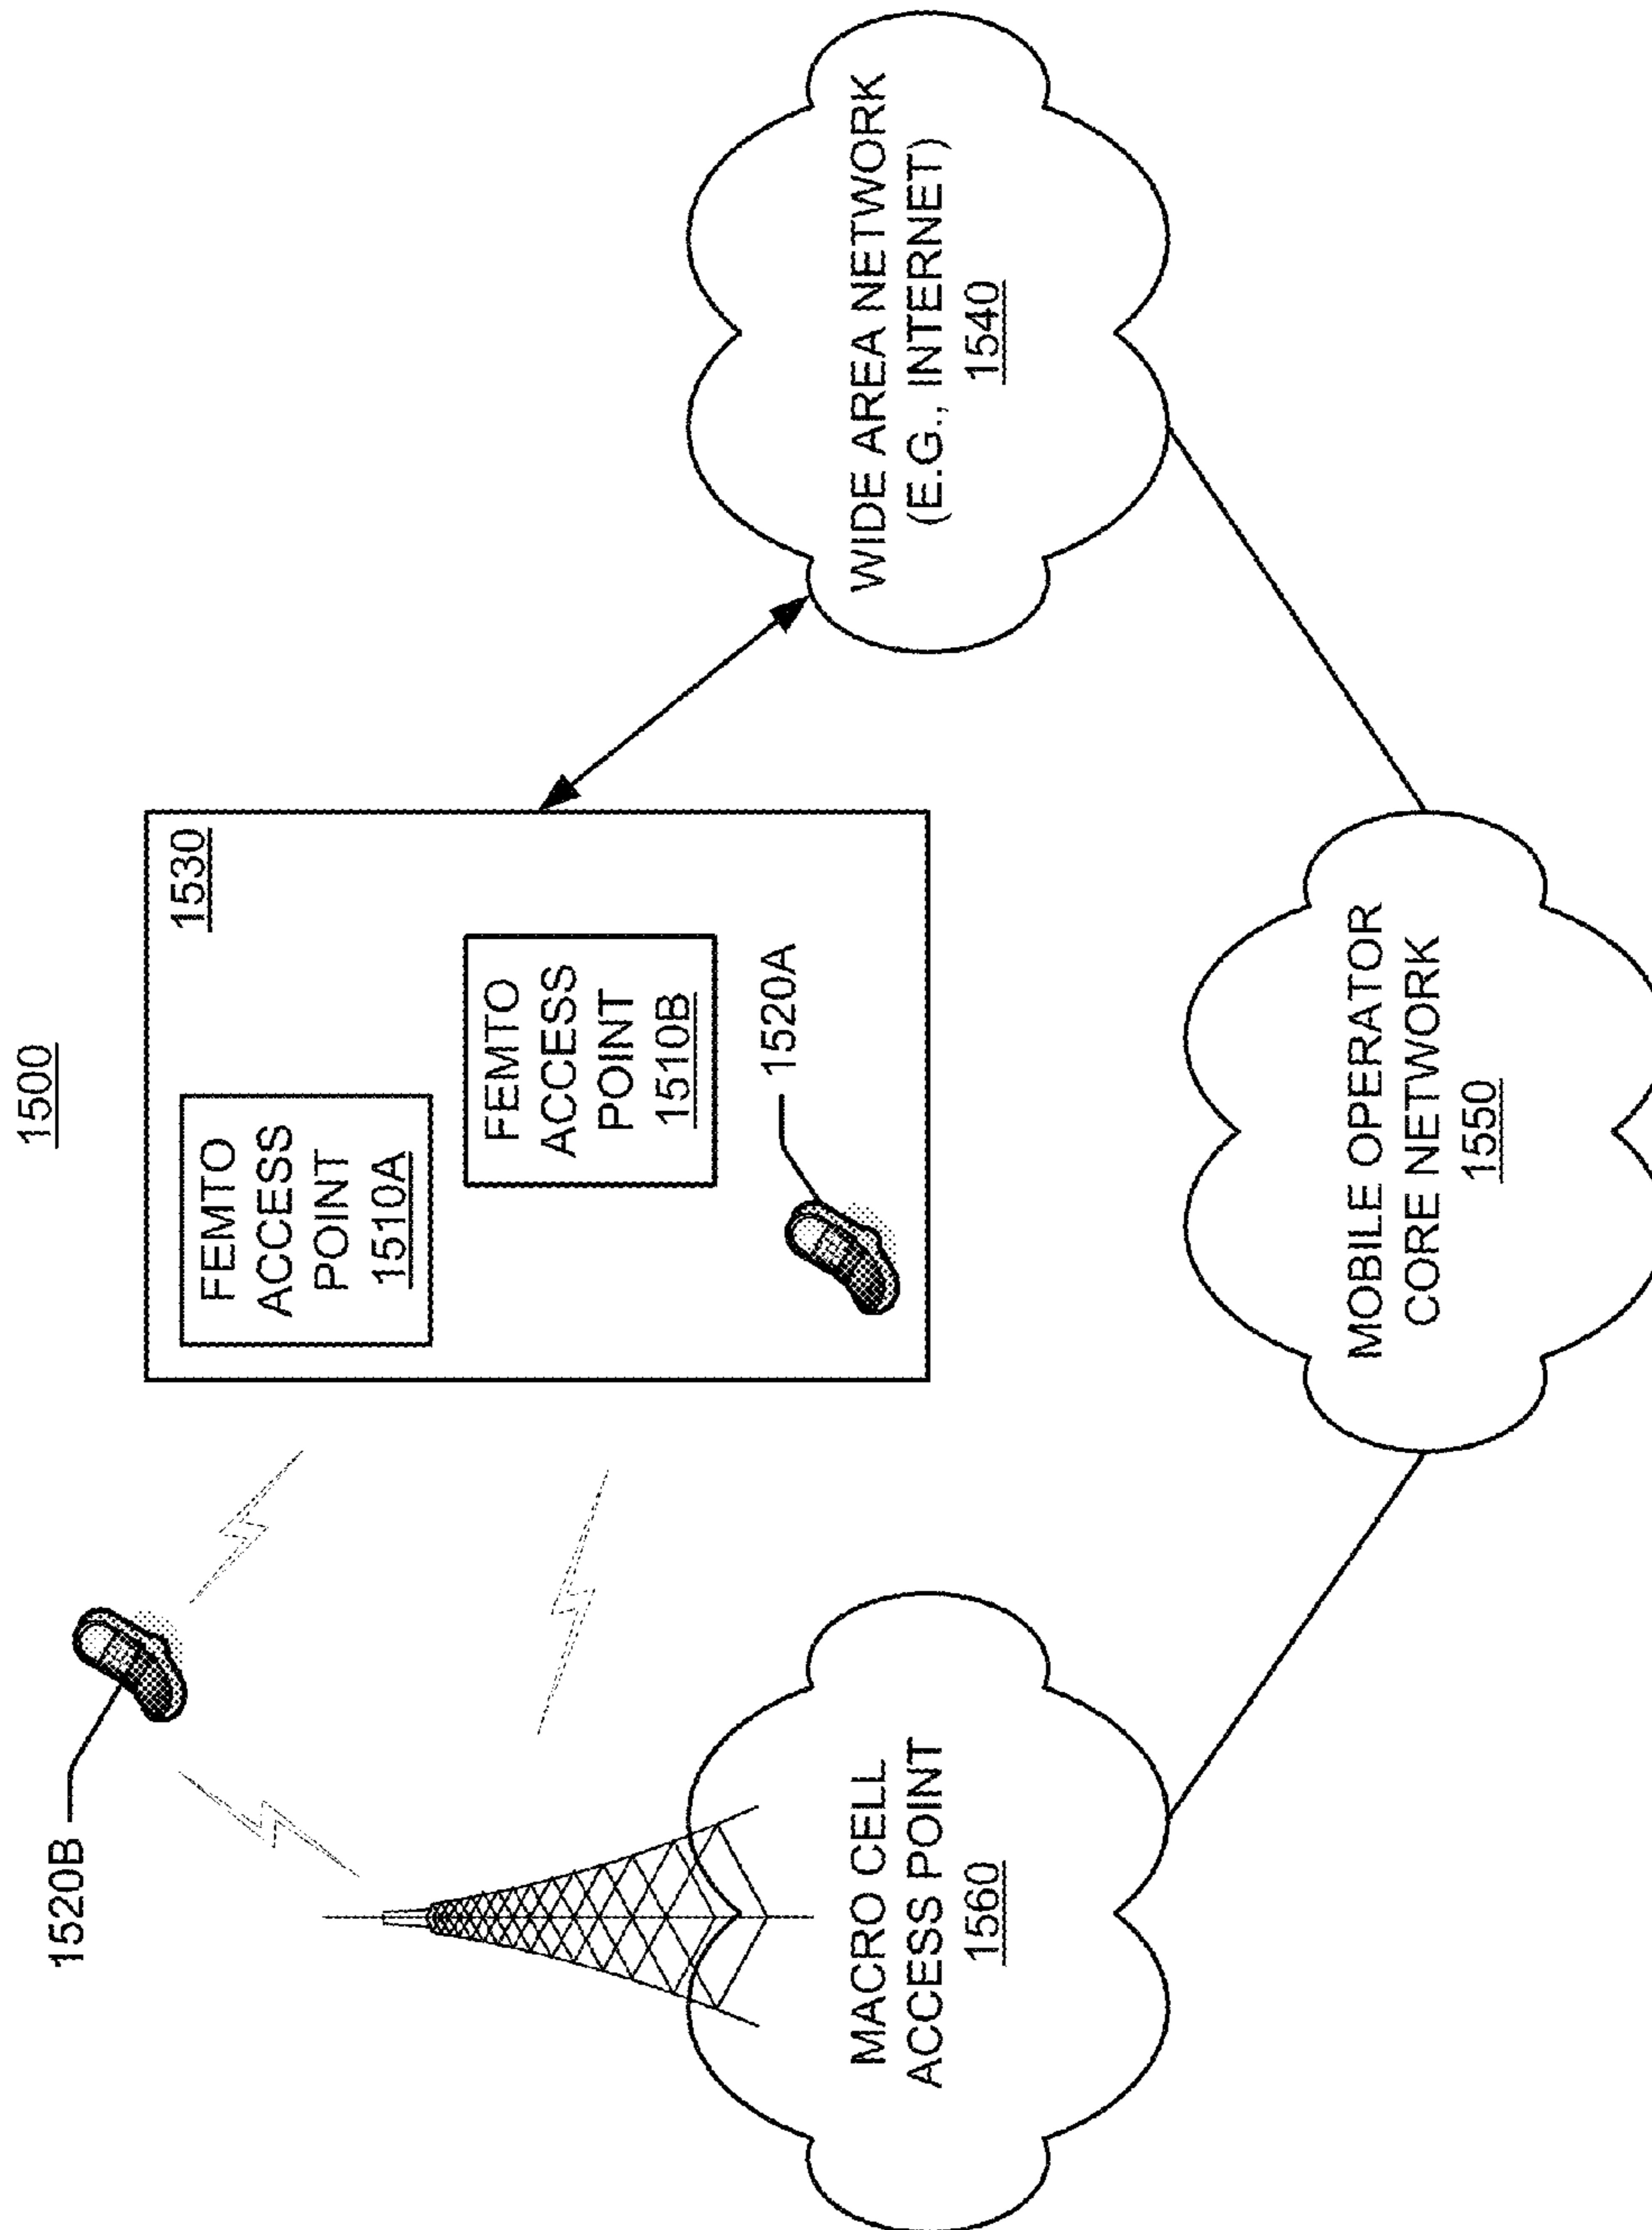 1500
1520B
FEMTO
ACCESS
POINT
1510A
1530
FEMTO
ACCESS
POINT
1510B
1520A
MACRO CELL
ACCESS POINT
1560
WIDE AREA NETWORK
(E.G., INTERNET)
1540
MOBILE OPERATOR
CORE NETWORK
1550